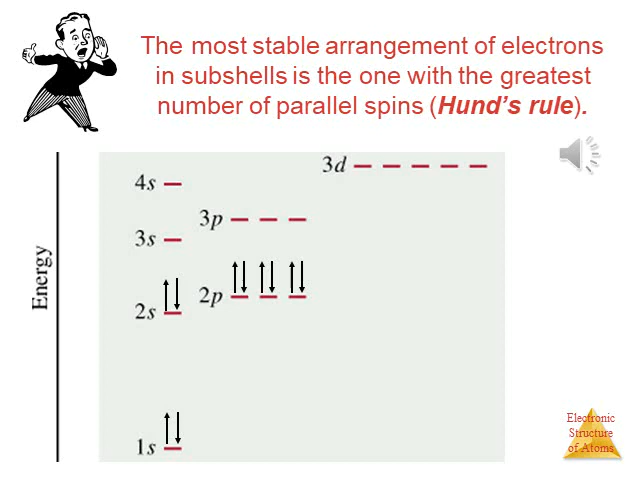 The most stable arrangement of electrons
in subshells is the one with the greatest
number of parallel spins (Hund's rule).
3d
4s
3p
3s
2p
2s
1s
Energy
Electronic
Structure
of Atoms